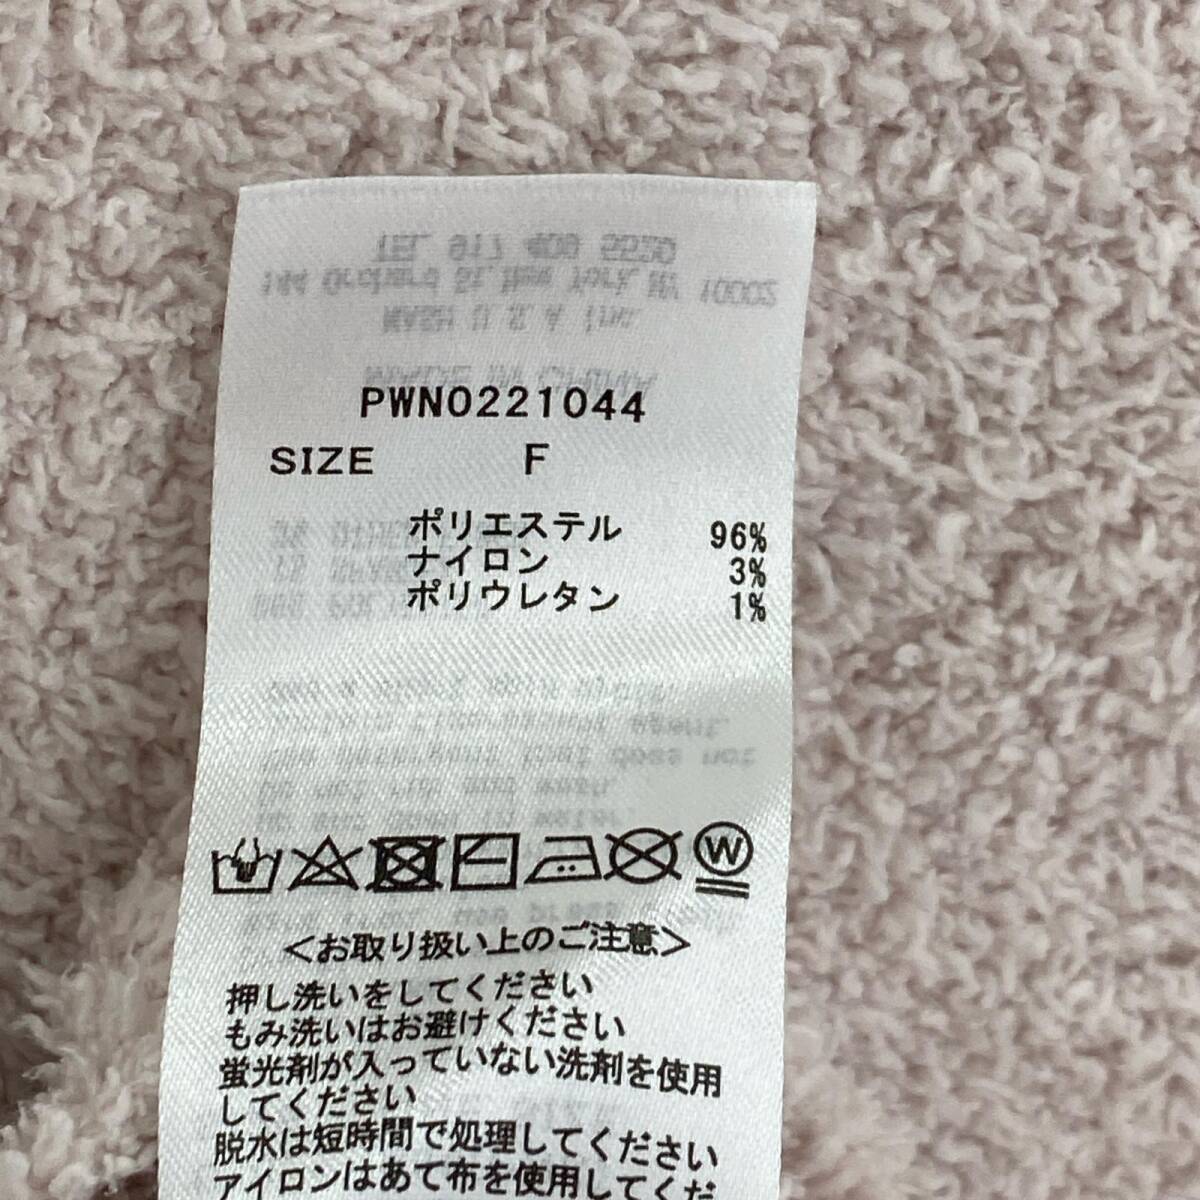 PWNO221044
SIZE F
ポリエステル 96%
ナイロン 3%
ポリウレタン 1%
W
<お取り扱い上のご注意>
押し洗いをしてください
もみ洗いはお避けください
蛍光剤が入っていない洗剤を使用
してください
脱水は短時間で処理してください
アイロンはあて布を使用してくだ